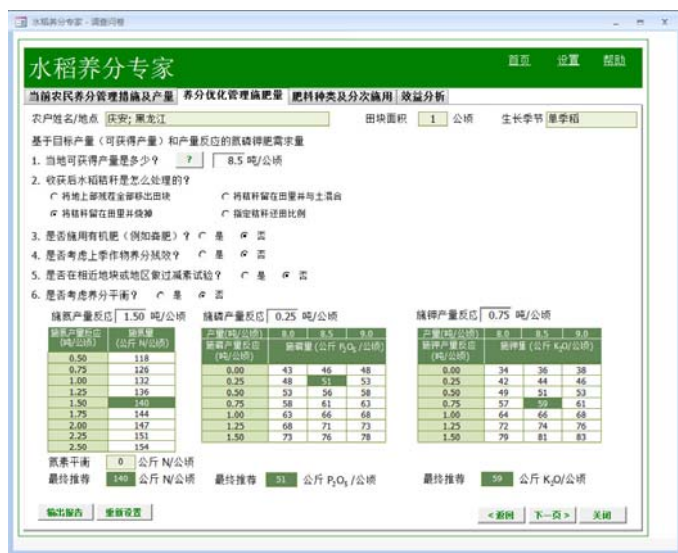 水稻养分专家 - 调查问卷
水稻养分专家 首页 设置 帮助
当前农民养分管理措施及产量 养分优化管理施肥量 肥料种类及分次施用 效益分析
农户姓名/地点 庆安; 黑龙江 田块面积 1 公顷 生长季节 单季稻
基于目标产量（可获得产量）和产量反应的氮磷钾肥需求量
1. 当地可获得产量是多少？ ? 8.5 吨/公顷
2. 收获后水稻秸秆是怎么处理的？
将地上部残茬全部移出田块 将秸秆留在田里并与土混合
将秸秆留在田里并烧掉 指定秸秆还田比例
3. 是否施用有机肥（例如粪肥）？ 是 否
4. 是否考虑上季作物养分残效？ 是 否
5. 是否在相近地块或地区做过减素试验？ 是 否
6. 是否考虑养分平衡？ 是 否
施氮产量反应 1.50 吨/公顷 施磷产量反应 0.25 吨/公顷 施钾产量反应 0.75 吨/公顷
施氮产量反应 (吨/公顷) 施氮量 (公斤 N/公顷)
0.50 118
0.75 126
1.00 132
1.25 136
1.50 140
1.75 144
2.00 147
2.25 151
2.50 154
产量(吨/公顷) 8.0 8.5 9.0
施磷产量反应 (吨/公顷) 施磷量 (公斤 P₂O₅/公顷)
0.00 43 46 48
0.25 48 51 53
0.50 53 56 58
0.75 58 61 63
1.00 63 66 68
1.25 68 71 73
1.50 73 76 78
产量(吨/公顷) 8.0 8.5 9.0
施钾产量反应 (吨/公顷) 施钾量 (公斤 K₂O/公顷)
0.00 34 36 38
0.25 42 44 46
0.50 49 51 53
0.75 57 59 61
1.00 64 66 68
1.25 72 74 76
1.50 79 81 83
氮素平衡 0 公斤 N/公顷
最终推荐 140 公斤 N/公顷 最终推荐 51 公斤 P₂O₅/公顷 最终推荐 59 公斤 K₂O/公顷
输出报告 重新设置 <返回 下一页> 关闭